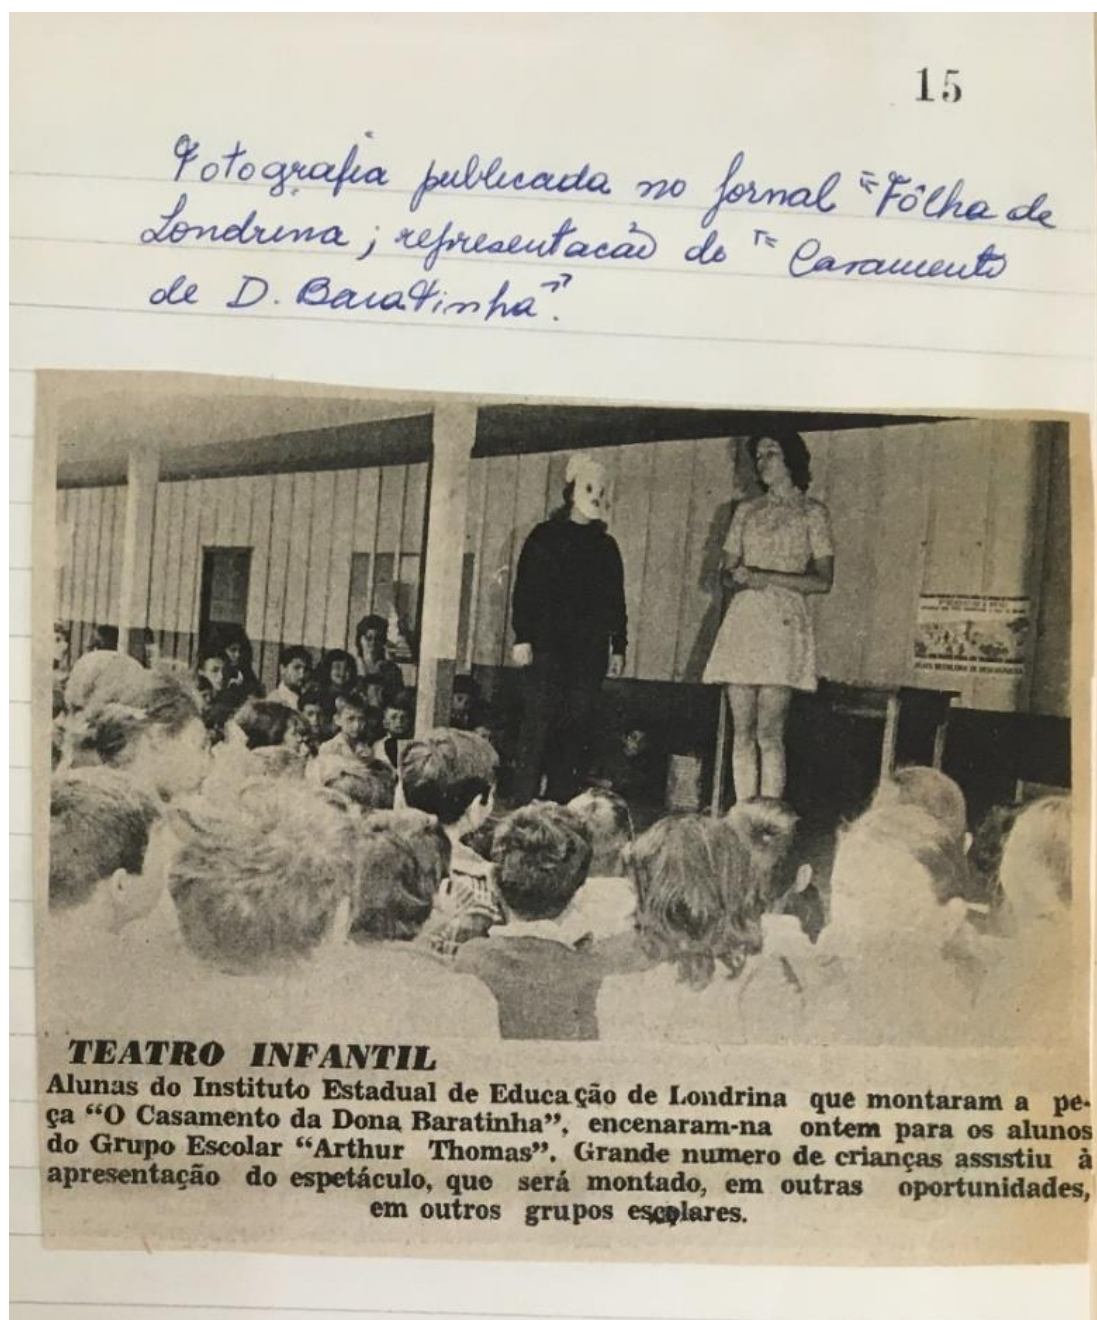 15
Fotografia publicada no jornal "Fôlha de
Londrina; representacão do "Casamento
de D. Baratinha".
TEATRO INFANTIL
Alunas do Instituto Estadual de Educação de Londrina que montaram a pe-
ça "O Casamento da Dona Baratinha", encenaram-na ontem para os alunos
do Grupo Escolar "Arthur Thomas". Grande numero de crianças assistiu à
apresentação do espetáculo, que será montado, em outras oportunidades,
em outros grupos escolares.